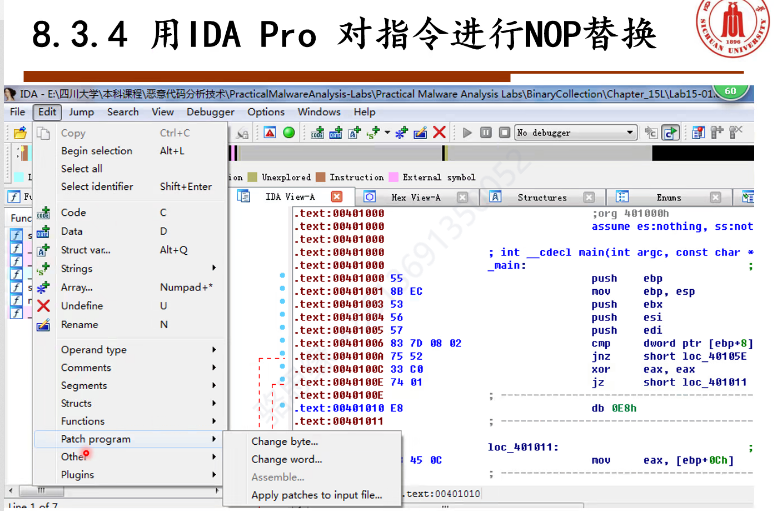 8.3.4 用IDA Pro 对指令进行NOP替换
SICHUAN UNIVERSITY
1896
IDA - E:\四川大学\本科课程\恶意代码分析技术\PracticalMalwareAnalysis-Labs\Practical Malware Analysis Labs\BinaryCollection\Chapter_15L\Lab15-01
60
File Edit Jump Search View Debugger Options Windows Help
No debugger
Unexplored Instruction External symbol
IDA View-A Hex View-A Structures Enums
Func
Copy Ctrl+C
Begin selection Alt+L
Select all
Select identifier Shift+Enter
Code C
Data D
Struct var... Alt+Q
Strings
Array... Numpad+*
Undefine U
Rename N
Operand type
Comments
Segments
Structs
Functions
Patch program
Other
Plugins
Change byte...
Change word...
Assemble...
Apply patches to input file...
.text:00401000 ;org 401000h
.text:00401000 assume es:nothing, ss:not
.text:00401000
.text:00401000 ; int __cdecl main(int argc, const char *
.text:00401000 _main: ;
.text:00401000 55 push ebp
.text:00401001 8B EC mov ebp, esp
.text:00401003 53 push ebx
.text:00401004 56 push esi
.text:00401005 57 push edi
.text:00401006 83 7D 08 02 cmp dword ptr [ebp+8]
.text:0040100A 75 52 jnz short loc_40105E
.text:0040100C 33 C0 xor eax, eax
.text:0040100E 74 01 jz short loc_401011
.text:0040100E ;
.text:00401010 E8 db 0E8h
.text:00401011 ;
loc_401011: ;
45 0C mov eax, [ebp+0Ch]
;
.text:00401010
Line 1 of 7